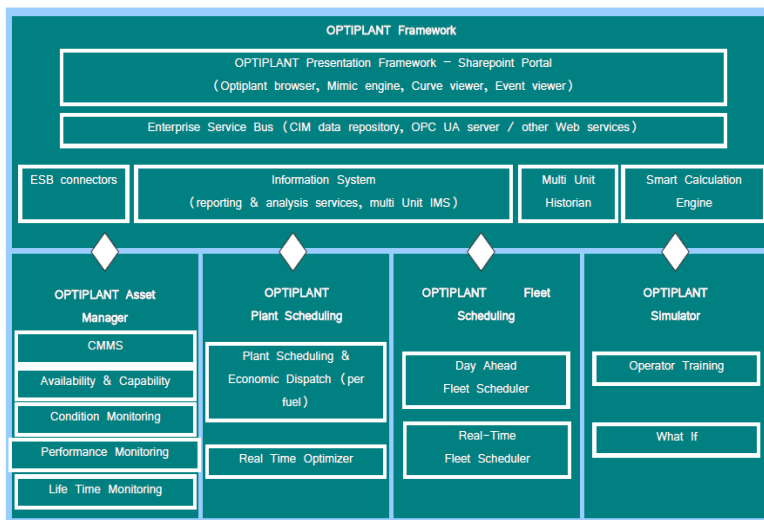 OPTIPLANT Framework
OPTIPLANT Presentation Framework – Sharepoint Portal
(Optiplant browser, Mimic engine, Curve viewer, Event viewer)
Enterprise Service Bus (CIM data repository, OPC UA server / other Web services)
ESB connectors
Information System
(reporting & analysis services, multi Unit IMS)
Multi Unit
Historian
Smart Calculation
Engine
OPTIPLANT Asset
Manager
CMMS
Availability & Capability
Condition Monitoring
Performance Monitoring
Life Time Monitoring
OPTIPLANT
Plant Scheduling
Plant Scheduling &
Economic Dispatch (per
fuel)
Real Time Optimizer
OPTIPLANT Fleet
Scheduling
Day Ahead
Fleet Scheduler
Real-Time
Fleet Scheduler
OPTIPLANT
Simulator
Operator Training
What If